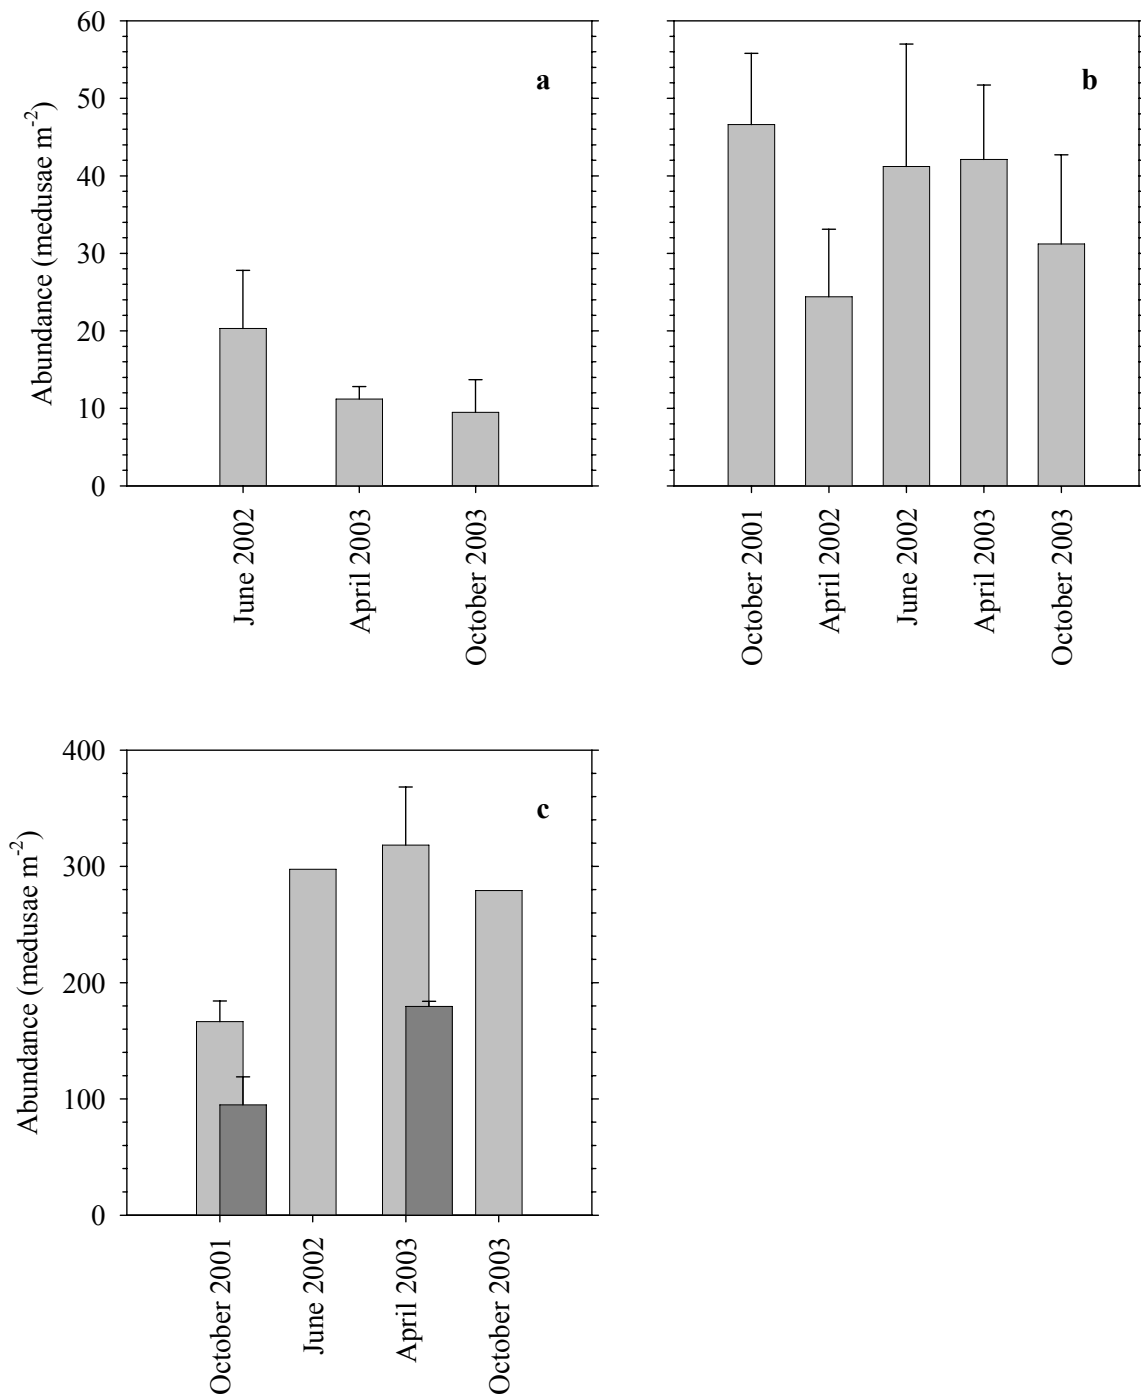 60
50
40
30
20
10
0
Abundance (medusae m-2)
a
June 2002
April 2003
October 2003
b
October 2001
April 2002
June 2002
April 2003
October 2003
400
300
200
100
0
Abundance (medusae m-2)
c
October 2001
June 2002
April 2003
October 2003